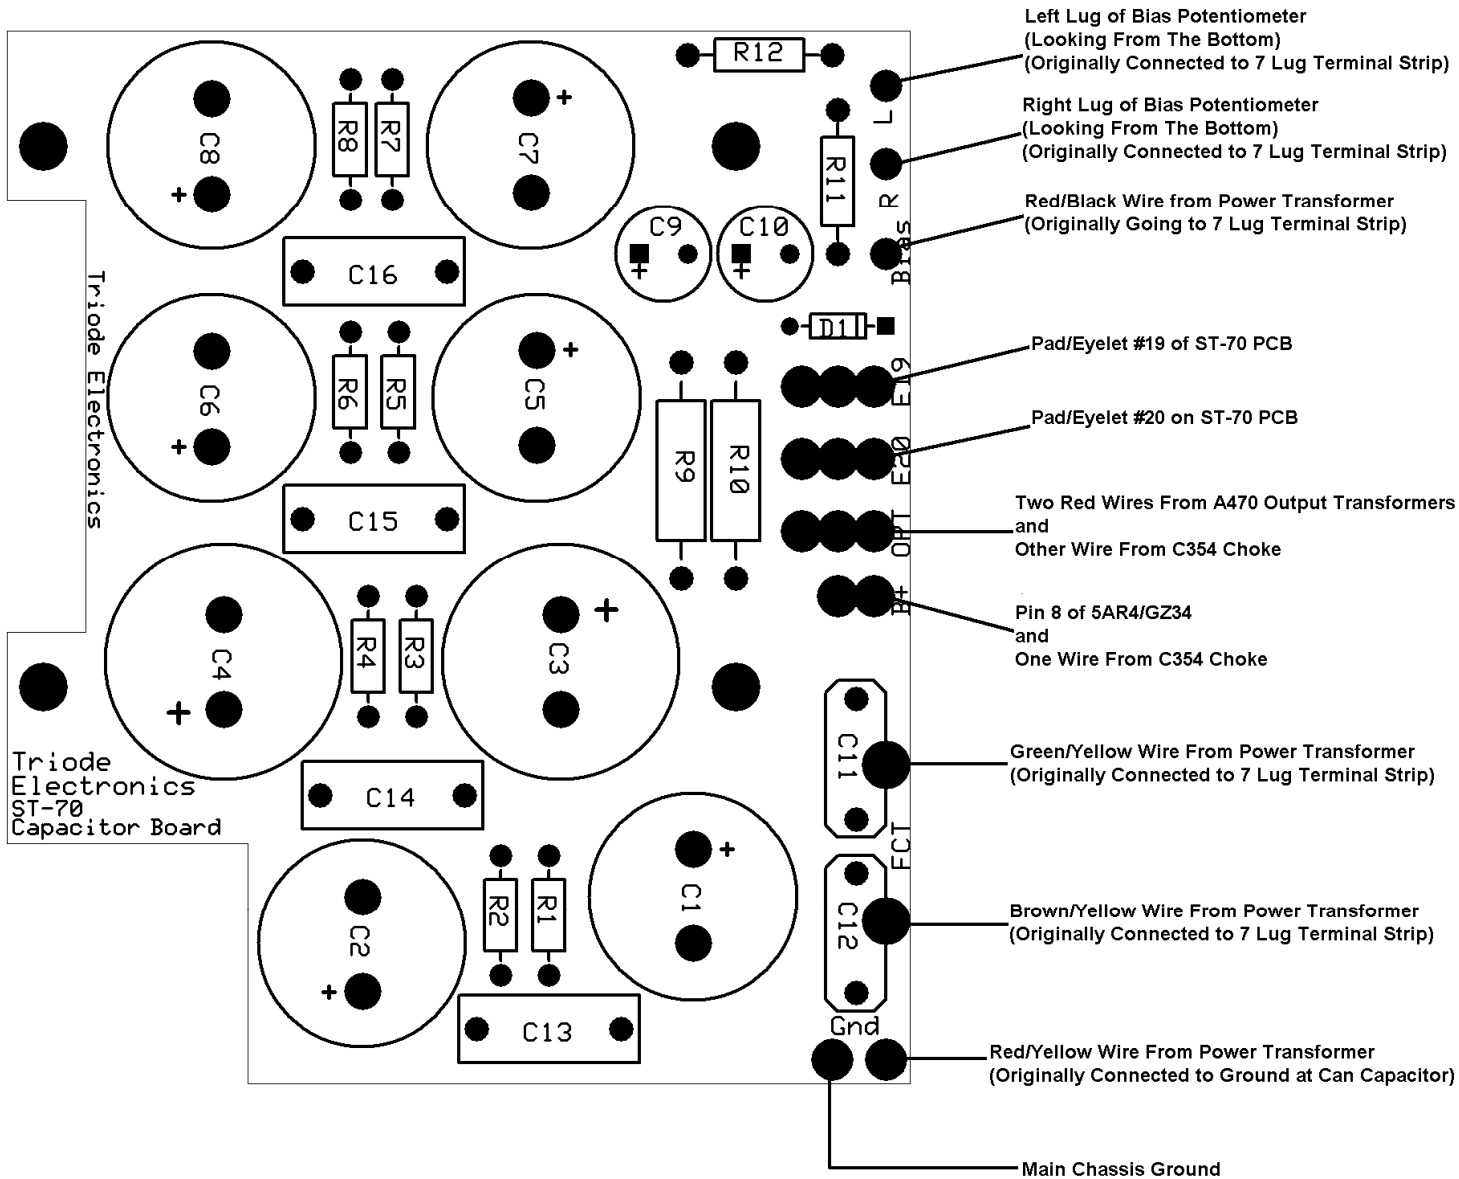 Left Lug of Bias Potentiometer
(Looking From The Bottom)
(Originally Connected to 7 Lug Terminal Strip)
Right Lug of Bias Potentiometer
(Looking From The Bottom)
(Originally Connected to 7 Lug Terminal Strip)
Red/Black Wire from Power Transformer
(Originally Going to 7 Lug Terminal Strip)
Pad/Eyelet #19 of ST-70 PCB
Pad/Eyelet #20 on ST-70 PCB
Two Red Wires From A470 Output Transformers
and
Other Wire From C354 Choke
Pin 8 of 5AR4/GZ34
and
One Wire From C354 Choke
Green/Yellow Wire From Power Transformer
(Originally Connected to 7 Lug Terminal Strip)
Brown/Yellow Wire From Power Transformer
(Originally Connected to 7 Lug Terminal Strip)
Red/Yellow Wire From Power Transformer
(Originally Connected to Ground at Can Capacitor)
Main Chassis Ground
R12
L
R
Bias
C8
+
R8
R7
C7
+
R11
C9
+
C10
+
C16
D1
E19
E20
OPT
B+
Triode Electronics
C6
+
R6
R5
C5
+
R9
R10
C15
C4
+
R4
R3
C3
+
C11
FCT
C12
Gnd
Triode
Electronics
ST-70
Capacitor Board
C14
C2
+
R2
R1
C1
+
C13